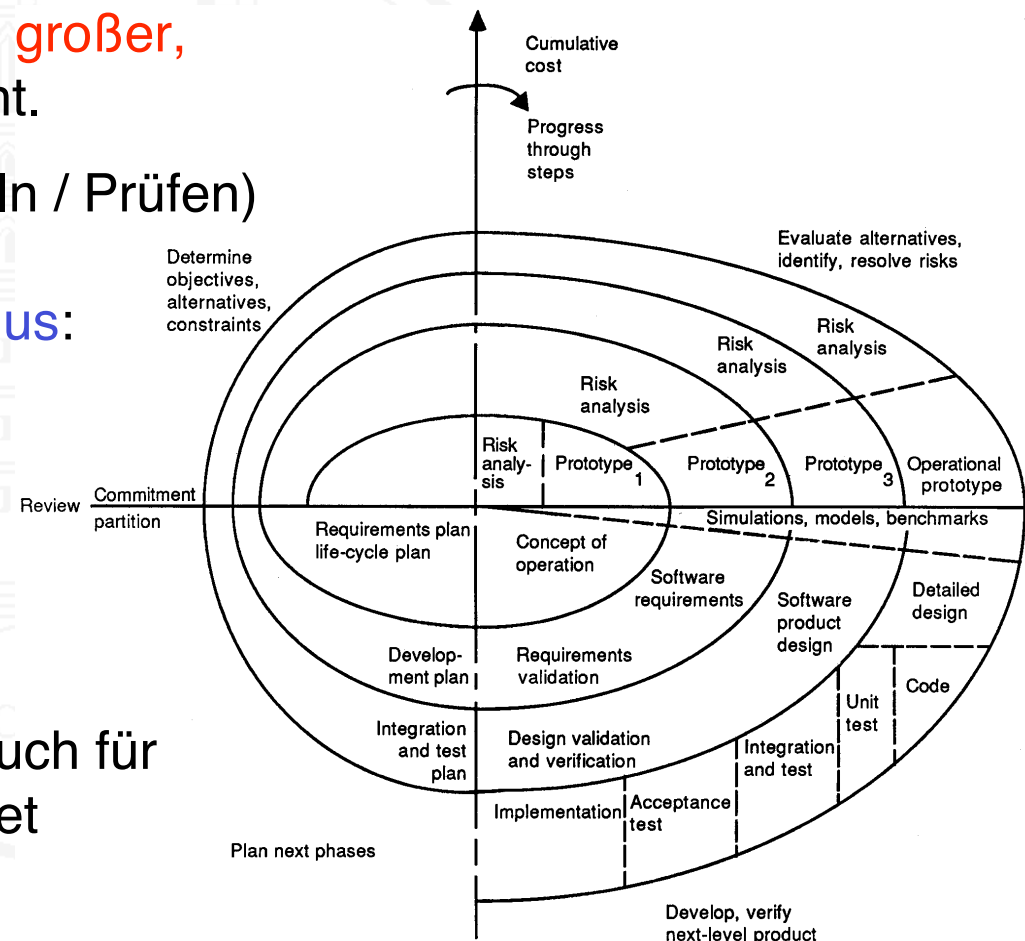 großer,
nt.
ln / Prüfen)
us:
uch für
et
Cumulative
cost
Progress
through
steps
Determine
objectives,
alternatives,
constraints
Evaluate alternatives,
identify, resolve risks
Risk
analysis
Risk
analysis
Risk
analysis
Risk
analy-
sis
Prototype 1
Prototype 2
Prototype 3
Operational
prototype
Review
Commitment
partition
Simulations, models, benchmarks
Requirements plan
life-cycle plan
Concept of
operation
Software
requirements
Software
product
design
Detailed
design
Develop-
ment plan
Requirements
validation
Unit
test
Code
Integration
and test
plan
Design validation
and verification
Integration
and test
Implementation
Acceptance
test
Plan next phases
Develop, verify
next-level product